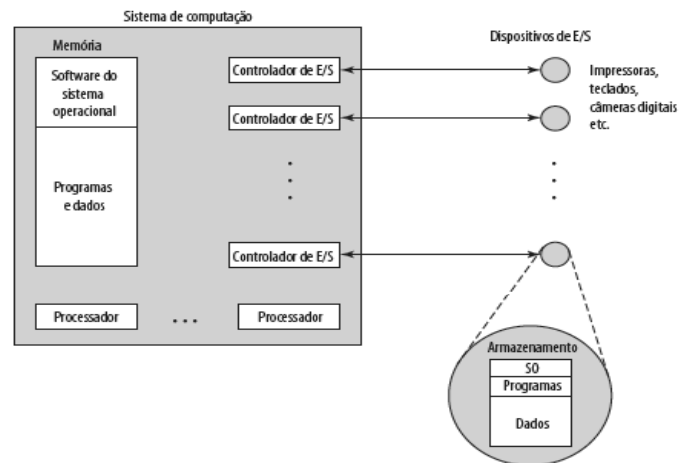 Sistema de computação
Memória
Software do
sistema
operacional
Programas
e dados
Controlador de E/S
Controlador de E/S
Controlador de E/S
Processador
Processador
Dispositivos de E/S
Impressoras,
teclados,
câmeras digitais
etc.
Armazenamento
SO
Programas
Dados